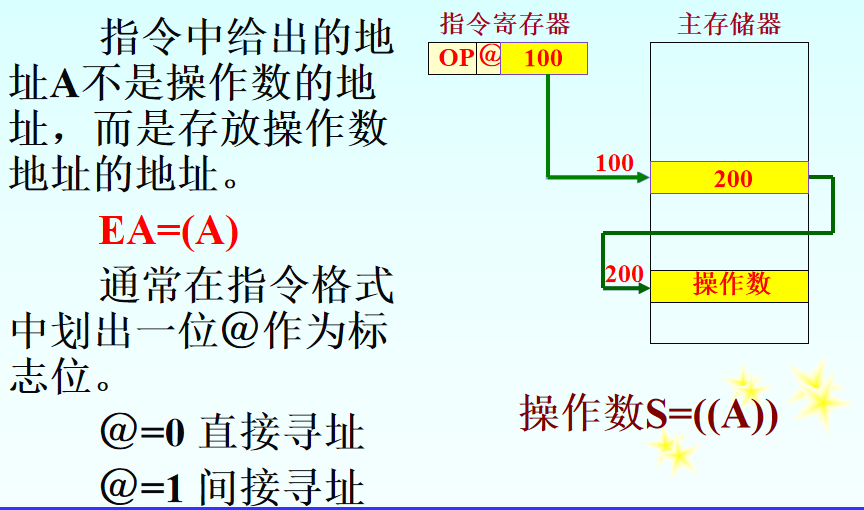 指令中给出的地
址A不是操作数的地
址，而是存放操作数
地址的地址。
EA=(A)
通常在指令格式
中划出一位@作为标
志位。
@=0 直接寻址
@=1 间接寻址
指令寄存器
OP @ 100
主存储器
100
200
200
操作数
操作数S=((A))